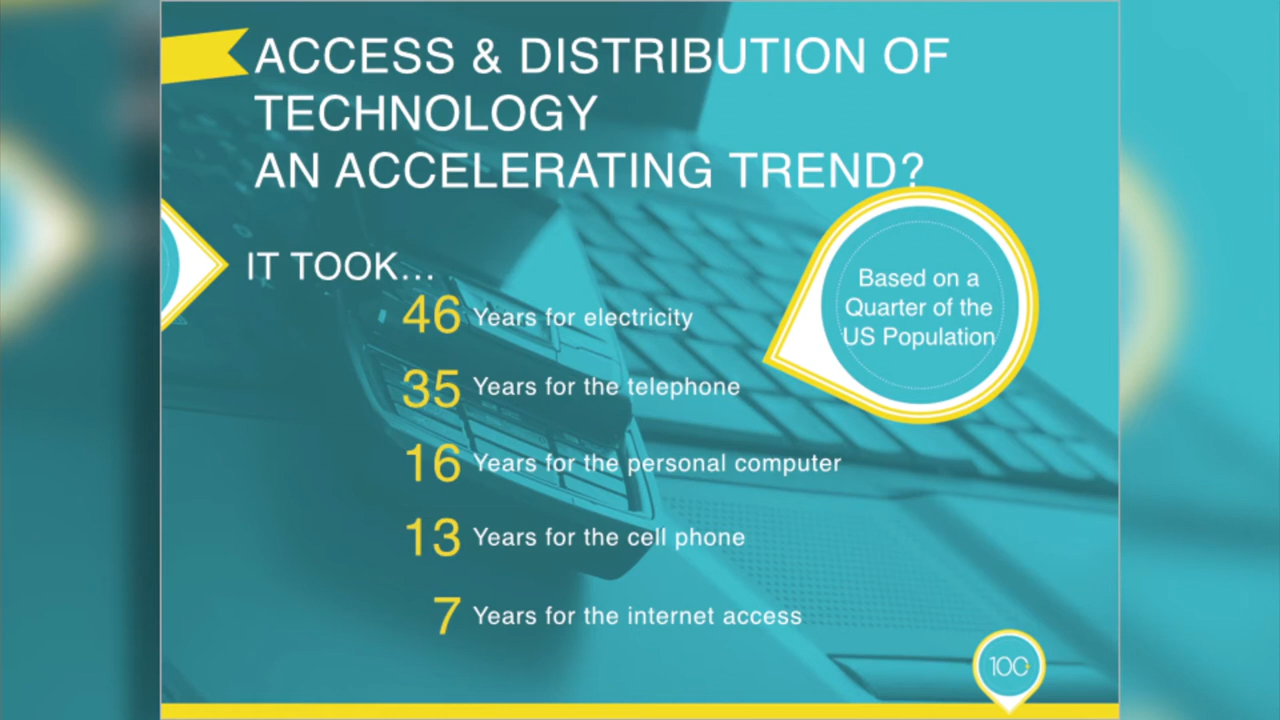 ACCESS & DISTRIBUTION OF
TECHNOLOGY
AN ACCELERATING TREND?
IT TOOK...
46 Years for electricity
35 Years for the telephone
16 Years for the personal computer
13 Years for the cell phone
7 Years for the internet access
Based on a
Quarter of the
US Population
100